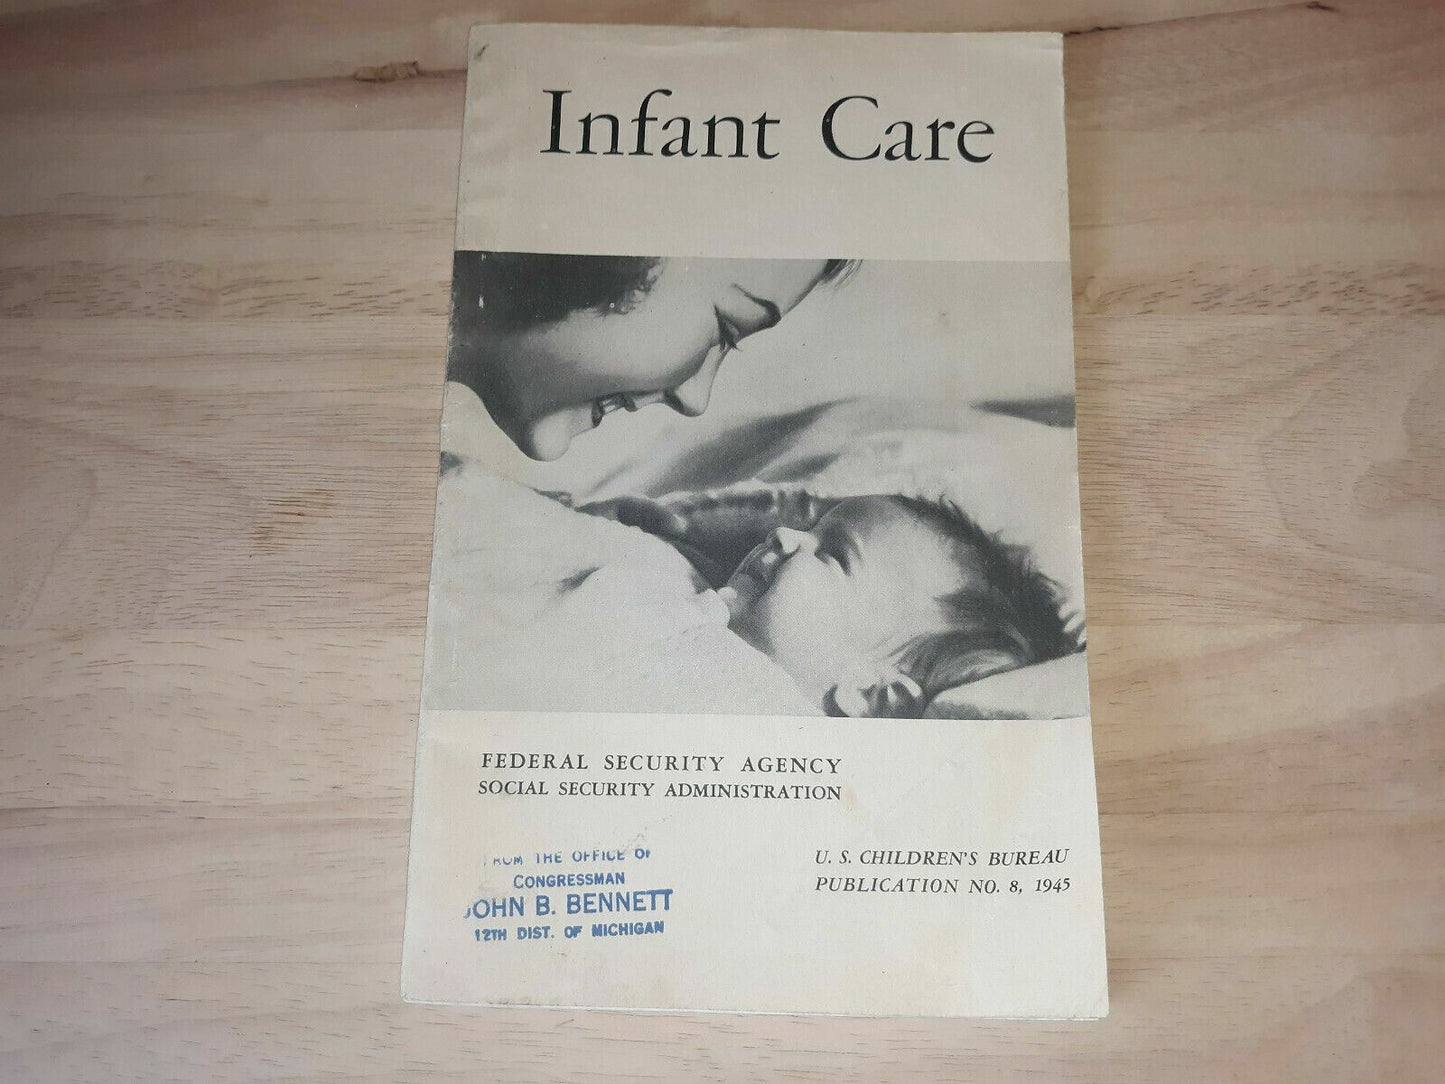 Infant Care
FEDERAL SECURITY AGENCY
SOCIAL SECURITY ADMINISTRATION
FROM THE OFFICE OF
CONGRESSMAN
JOHN B. BENNETT
12TH DIST. OF MICHIGAN
U. S. CHILDREN'S BUREAU
PUBLICATION NO. 8, 1945